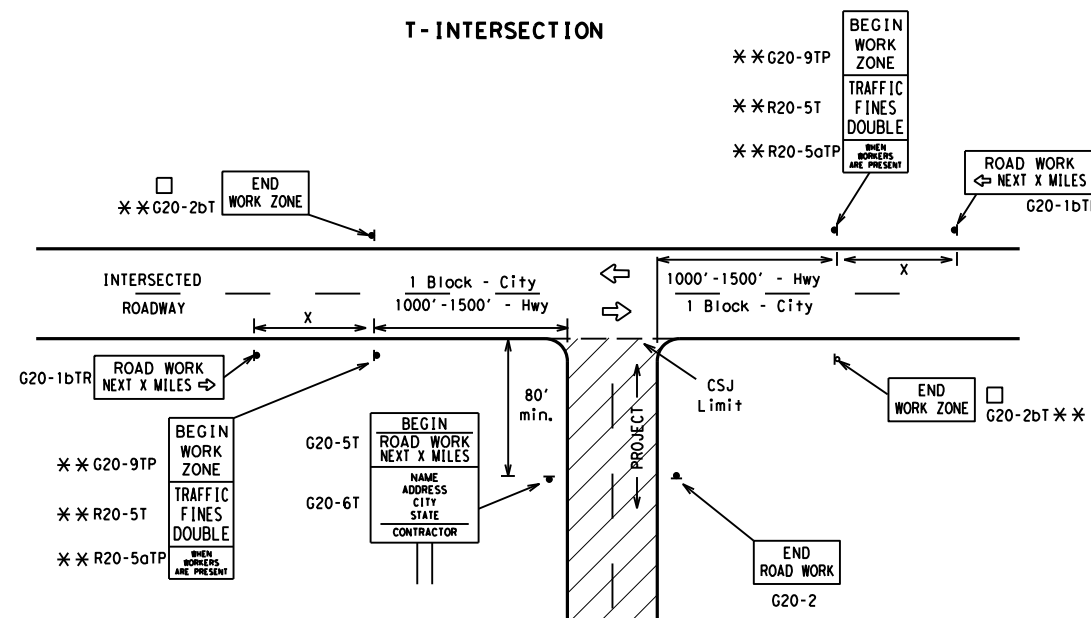 T-INTERSECTION
BEGIN
WORK
ZONE
**G20-9TP
TRAFFIC
FINES
DOUBLE
**R20-5T
WHEN
WORKERS
ARE PRESENT
**R20-5aTP
ROAD WORK
⇦ NEXT X MILES
G20-1bTL
END
WORK ZONE
□
**G20-2bT
INTERSECTED
ROADWAY
1 Block - City
1000'-1500' - Hwy
X
1000'-1500' - Hwy
1 Block - City
X
G20-1bTR
ROAD WORK
NEXT X MILES ⇨
80'
min.
CSJ
Limit
PROJECT
END
WORK ZONE
□
G20-2bT **
BEGIN
WORK
ZONE
**G20-9TP
TRAFFIC
FINES
DOUBLE
**R20-5T
WHEN
WORKERS
ARE PRESENT
**R20-5aTP
G20-5T
BEGIN
ROAD WORK
NEXT X MILES
G20-6T
NAME
ADDRESS
CITY
STATE
CONTRACTOR
END
ROAD WORK
G20-2